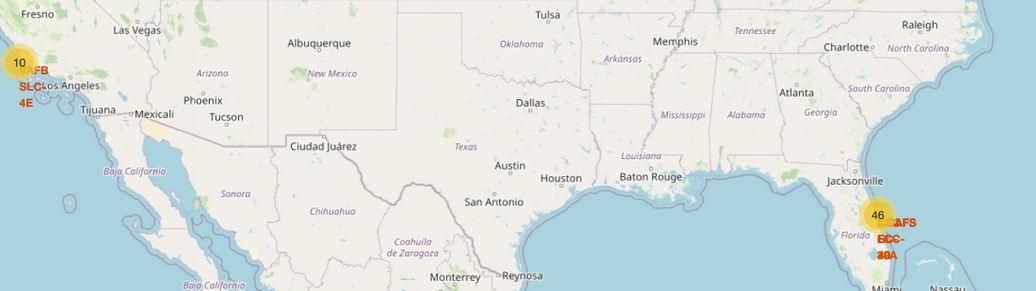 Fresno
Las Vegas
Tulsa
Raleigh
Albuquerque
Oklahoma
Memphis
Tennessee
Charlotte
North Carolina
10
VAFB
SLC-
4E
Los Angeles
Arizona
New Mexico
Arkansas
Atlanta
South Carolina
Phoenix
Tucson
Dallas
Tijuana
Mexicali
Mississippi
Alabama
Georgia
Ciudad Juárez
Texas
Austin
Louisiana
Baja California
Sonora
Houston
Baton Rouge
Jacksonville
San Antonio
Chihuahua
46
Florida
Coahuila
de Zaragoza
Baja California
Monterrey
Reynosa
Miami
Nassau